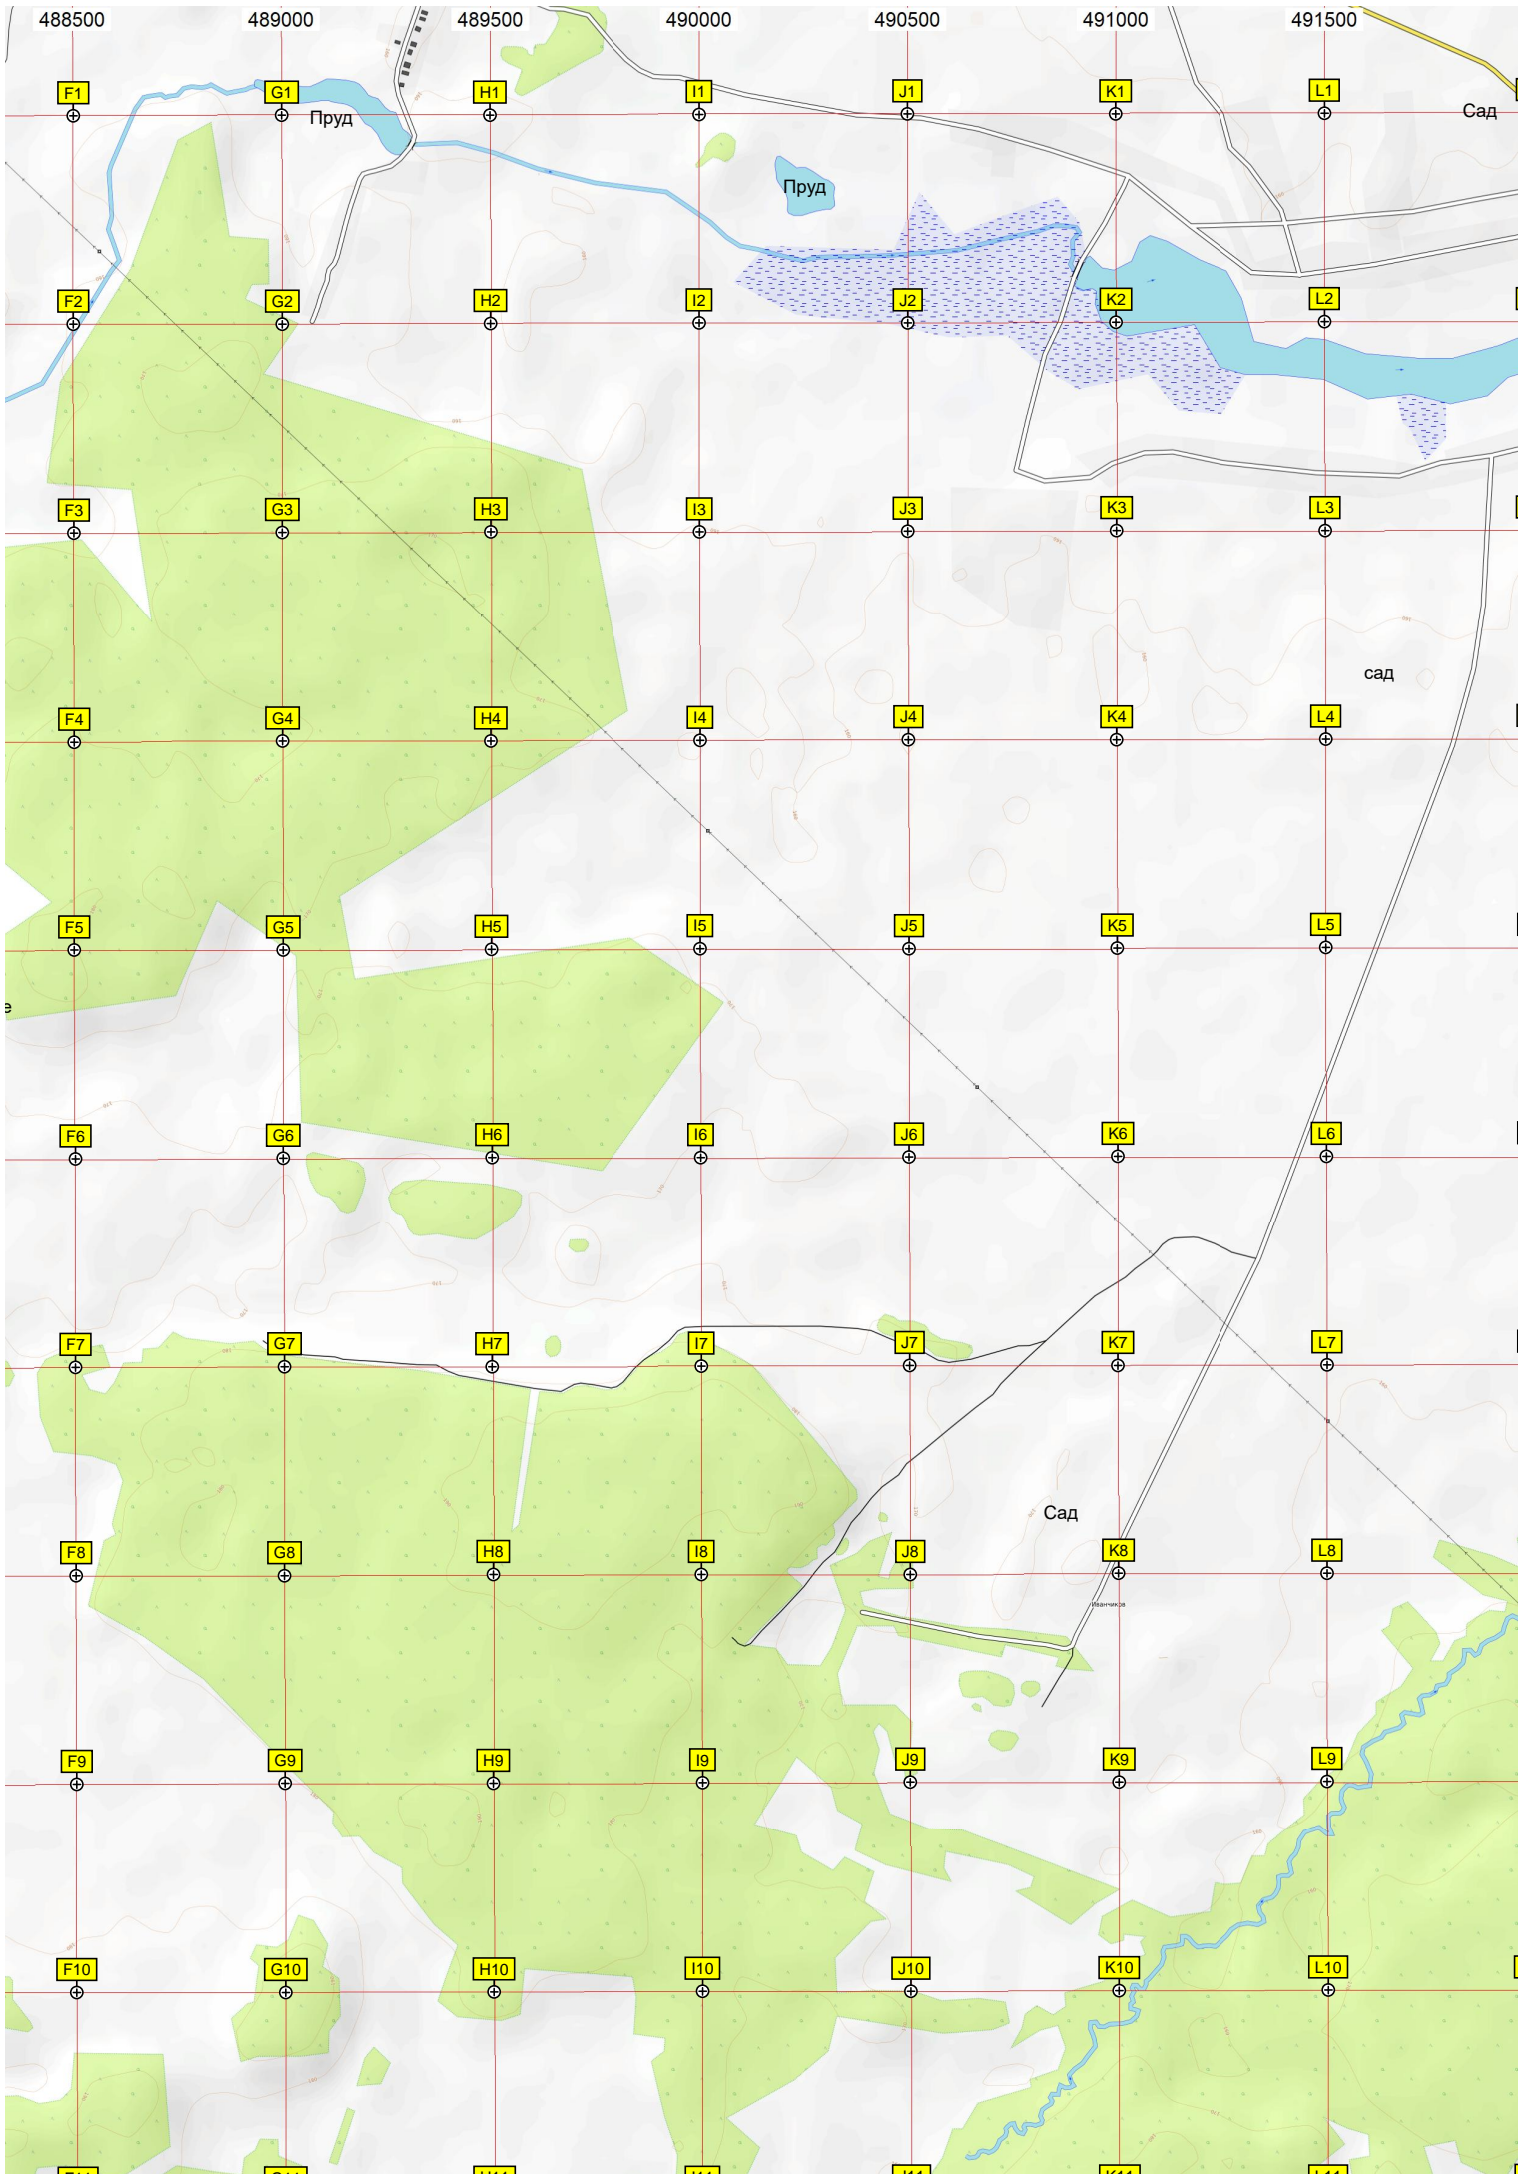 488500 489000 489500 490000 490500 491000 491500
F1 G1 H1 I1 J1 K1 L1
Сад
Пруд
Пруд
F2 G2 H2 I2 J2 K2 L2
F3 G3 H3 I3 J3 K3 L3
сад
F4 G4 H4 I4 J4 K4 L4
F5 G5 H5 I5 J5 K5 L5
е
F6 G6 H6 I6 J6 K6 L6
F7 G7 H7 I7 J7 K7 L7
Сад
F8 G8 H8 I8 J8 K8 L8
Иванчиков
F9 G9 H9 I9 J9 K9 L9
F10 G10 H10 I10 J10 K10 L10